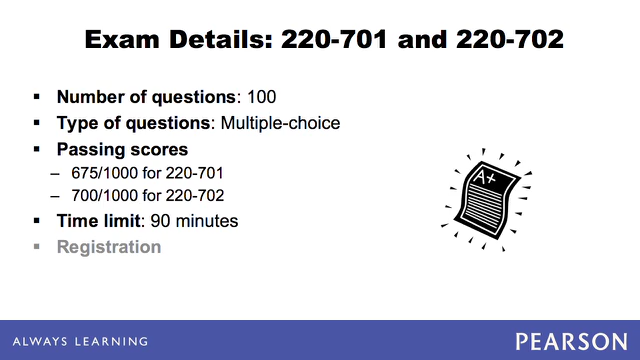 Exam Details: 220-701 and 220-702
▪ Number of questions: 100
▪ Type of questions: Multiple-choice
▪ Passing scores
– 675/1000 for 220-701
– 700/1000 for 220-702
▪ Time limit: 90 minutes
▪ Registration
A+
ALWAYS LEARNING
PEARSON